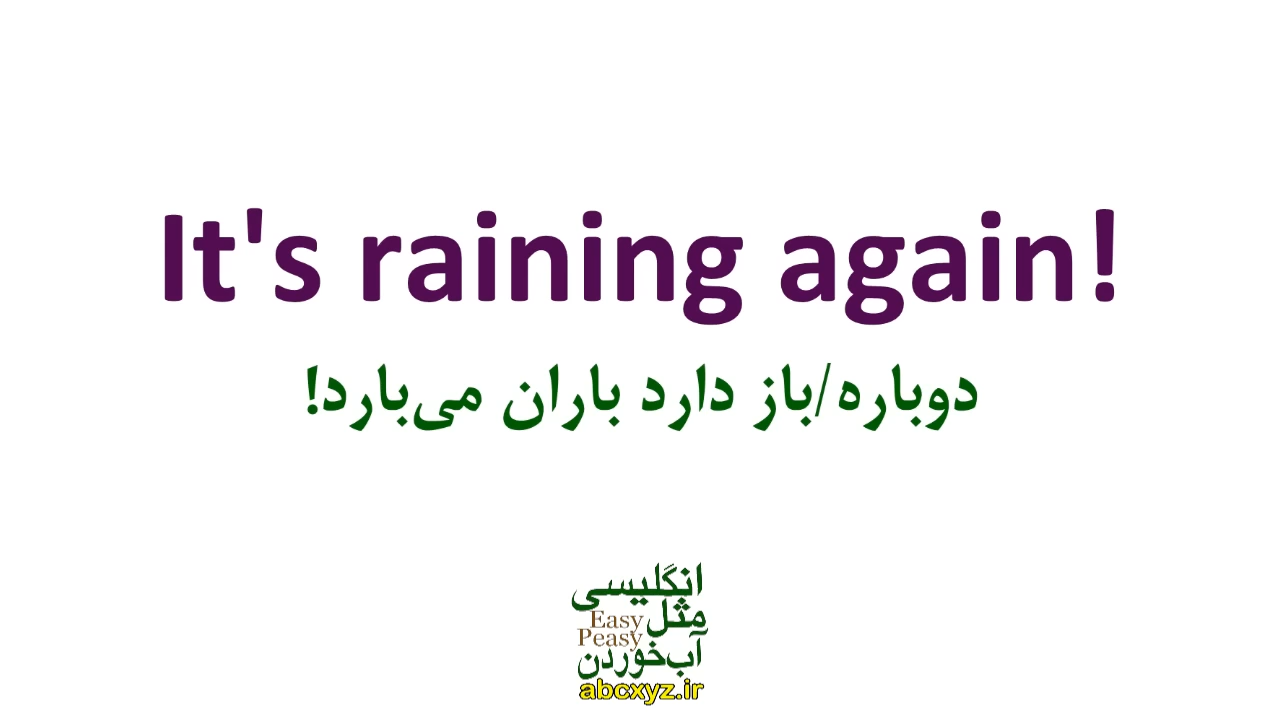 It's raining again!
دوباره/باز دارد باران می‌بارد!
انگلیسی
مثل
Easy
Peasy
آب‌خوردن
abcxyz.ir